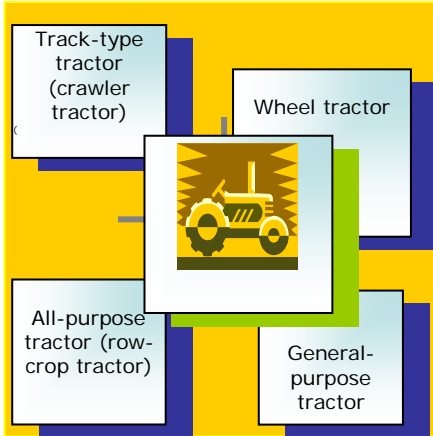 Track-type
tractor
(crawler
tractor)
Wheel tractor
All-purpose
tractor (row-
crop tractor)
General-
purpose
tractor